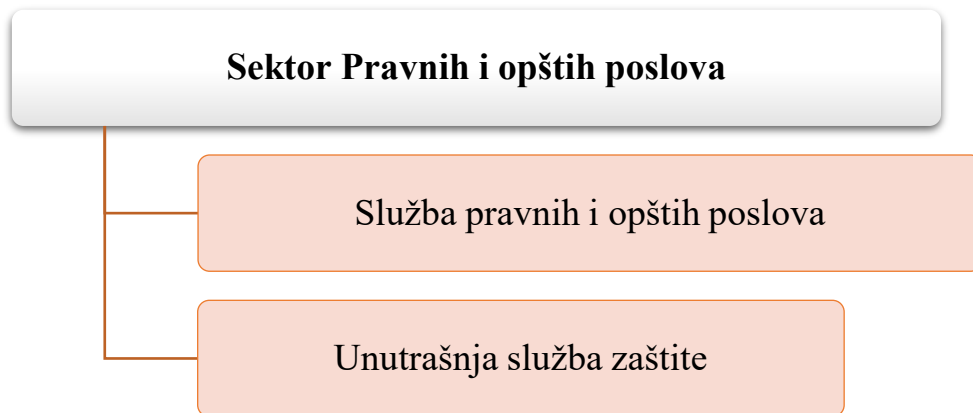 Sektor Pravnih i opštih poslova
Služba pravnih i opštih poslova
Unutrašnja služba zaštite